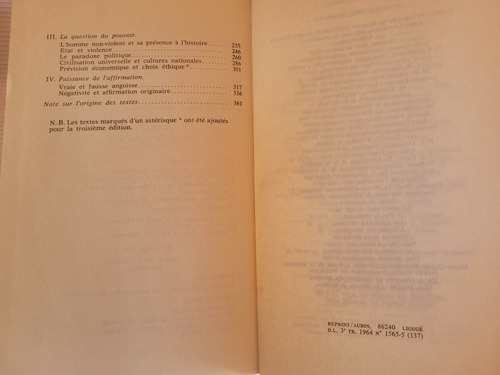 III. La question du pouvoir.
L'homme non-violent et sa présence à l'histoire 235
État et violence 246
Le paradoxe politique 260
Civilisation universelle et cultures nationales 286
Prévision économique et choix éthique* 301
IV. Puissance de l'affirmation.
Vraie et fausse angoisse 317
Négativité et affirmation originaire 336
Note sur l'origine des textes 361
N. B. Les textes marqués d'un astérisque * ont été ajoutés
pour la troisième édition.
REPRINT/AUBIN, 86240 LIGUGÉ
D.L. 3e TR. 1964 N° 1565-5 (137)